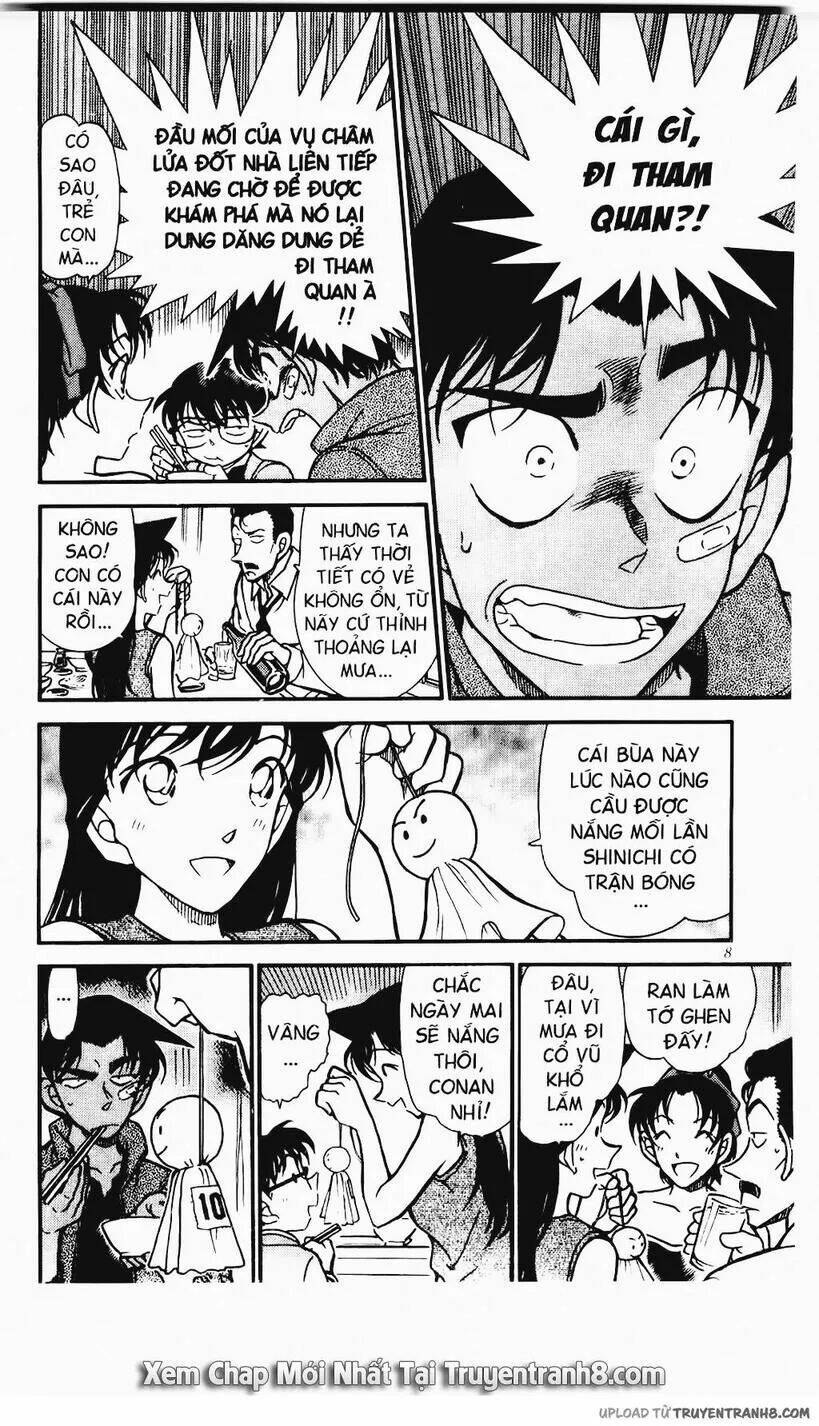 CÁI GÌ,
ĐI THAM
QUAN?!
ĐẦU MỐI CỦA VỤ CHÂM
LỬA ĐỐT NHÀ LIÊN TIẾP
ĐANG CHỜ ĐỂ ĐƯỢC
KHÁM PHÁ MÀ NÓ LẠI
DUNG DĂNG DUNG DẺ
ĐI THAM
QUAN À
!!
CÓ
SAO
ĐÂU,
TRẺ
CON
MÀ...
NHƯNG TA
THẤY THỜI
TIẾT CÓ VẺ
KHÔNG ỔN, TỪ
NÃY CỨ THỈNH
THOẢNG LẠI
MƯA...
KHÔNG
SAO!
CON CÓ
CÁI NÀY
RỒI...
CÁI BÙA NÀY
LÚC NÀO CŨNG
CẦU ĐƯỢC
NẮNG MỒI LẦN
SHINICHI CÓ
TRẬN BÓNG
...
8
RAN LÀM
TỚ GHEN
ĐẤY!
ĐÂU,
TẠI VÌ
MƯA ĐI
CỔ VŨ
KHỔ
LẮM...
CHẮC
NGÀY MAI
SẼ NẮNG
THÔI,
CONAN
NHỈ!
VÂNG
...
...
10
Xem Chap Mới Nhất Tại Truyentranh8.com
UPLOAD TỪ TRUYENTRANH8.COM